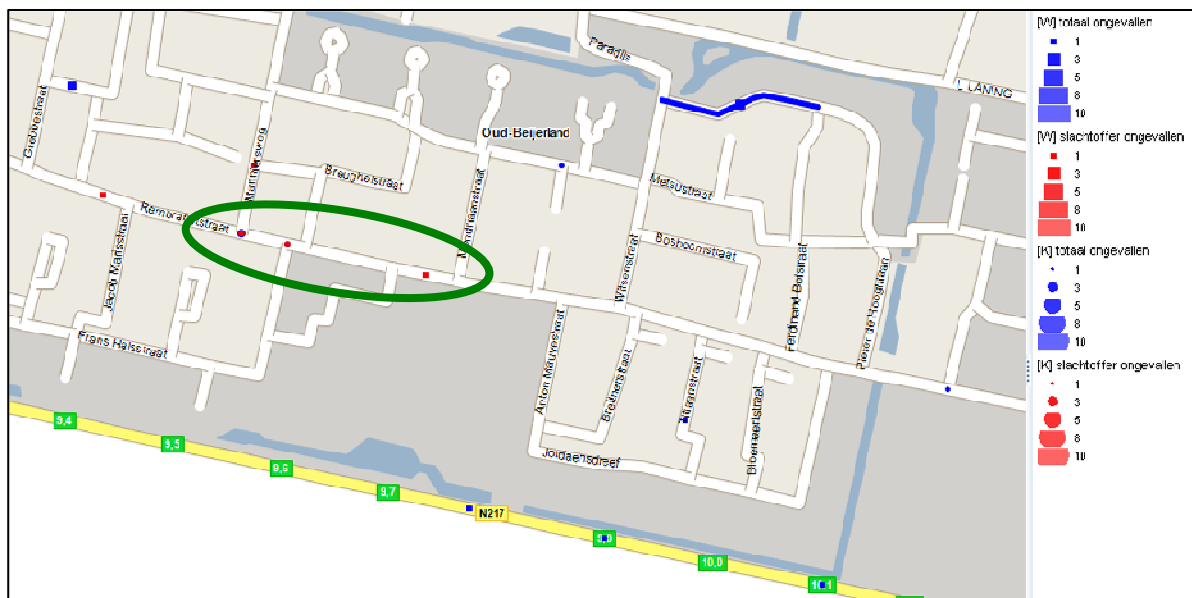 Paradijs
L. LANING
Oud-Beijerland
Breughelstraat
Metsustraat
Rembrandtstraat
Bosboomstraat
Jacob Marisstraat
Mondriaanstraat
Witsenstraat
Ferdinand Bolstraat
Pieter de Hooghlaan
Frans Halsstraat
Anton Mauvestraat
Breitnerstraat
Bloemaertstraat
Jordaensdreef
9,4
9,5
9,6
9,7
N217
10,0
10,1
[W] totaal ongevallen
1
3
5
8
10
[W] slachtoffer ongevallen
1
3
5
8
10
[K] totaal ongevallen
1
3
5
8
10
[K] slachtoffer ongevallen
1
3
5
8
10